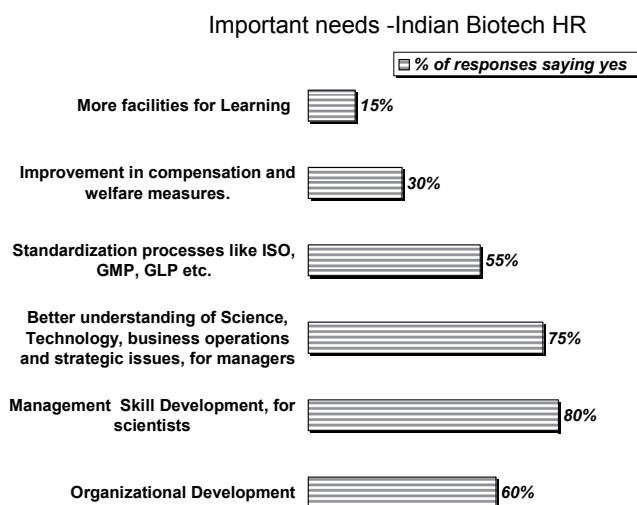 Important needs -Indian Biotech HR
% of responses saying yes
More facilities for Learning 15%
Improvement in compensation and
welfare measures.
30%
Standardization processes like ISO,
GMP, GLP etc.
55%
Better understanding of Science,
Technology, business operations
and strategic issues, for managers
75%
Management Skill Development, for
scientists
80%
Organizational Development 60%